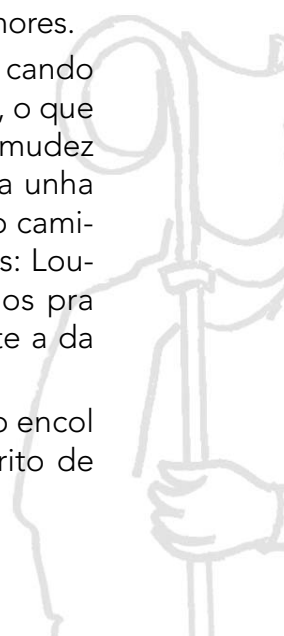 nores.
cando
, o que
mudez
a unha
o cami-
s: Lou-
os pra
te a da
o encol
rito de